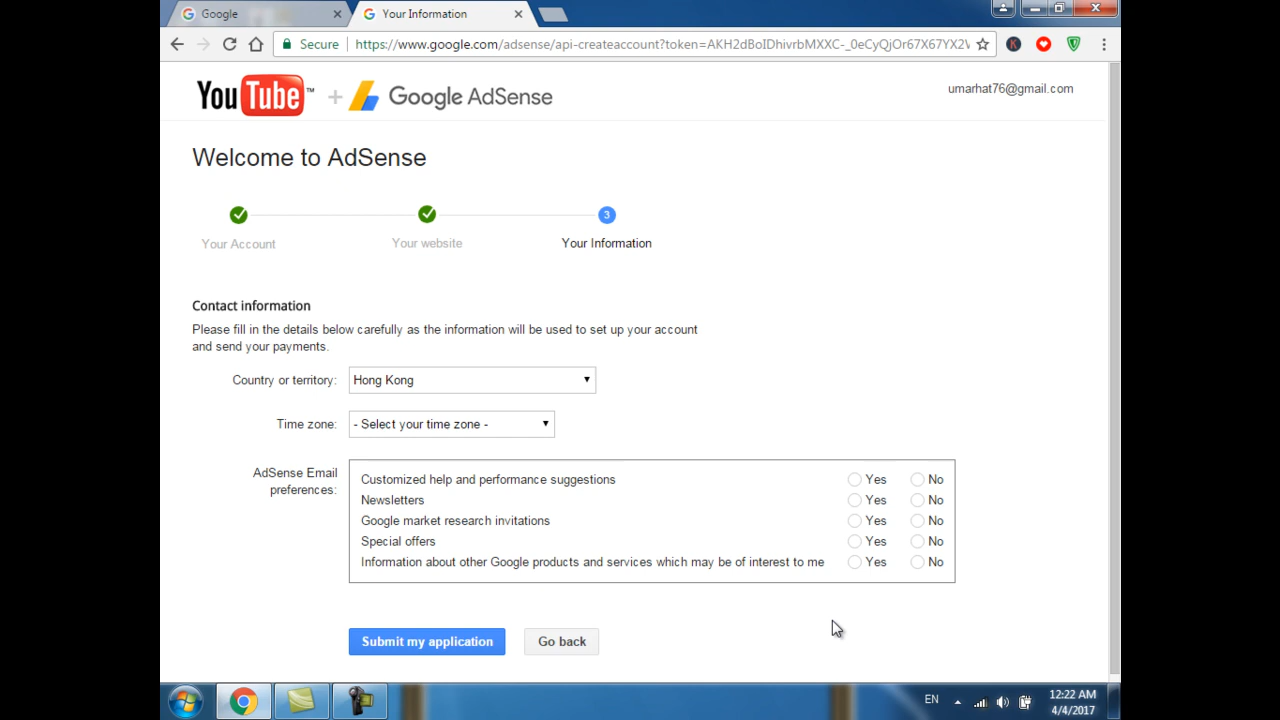 Google
Your Information
Secure https://www.google.com/adsense/api-createaccount?token=AKH2dBoIDhivrbMXXC-_0eCyQjOr67X67YX2V
YouTube™ + Google AdSense
umarhat76@gmail.com
Welcome to AdSense
3
Your Account
Your website
Your Information
Contact information
Please fill in the details below carefully as the information will be used to set up your account
and send your payments.
Country or territory: Hong Kong
Time zone: - Select your time zone -
AdSense Email
preferences:
Customized help and performance suggestions Yes No
Newsletters Yes No
Google market research invitations Yes No
Special offers Yes No
Information about other Google products and services which may be of interest to me Yes No
Submit my application
Go back
EN
12:22 AM
4/4/2017